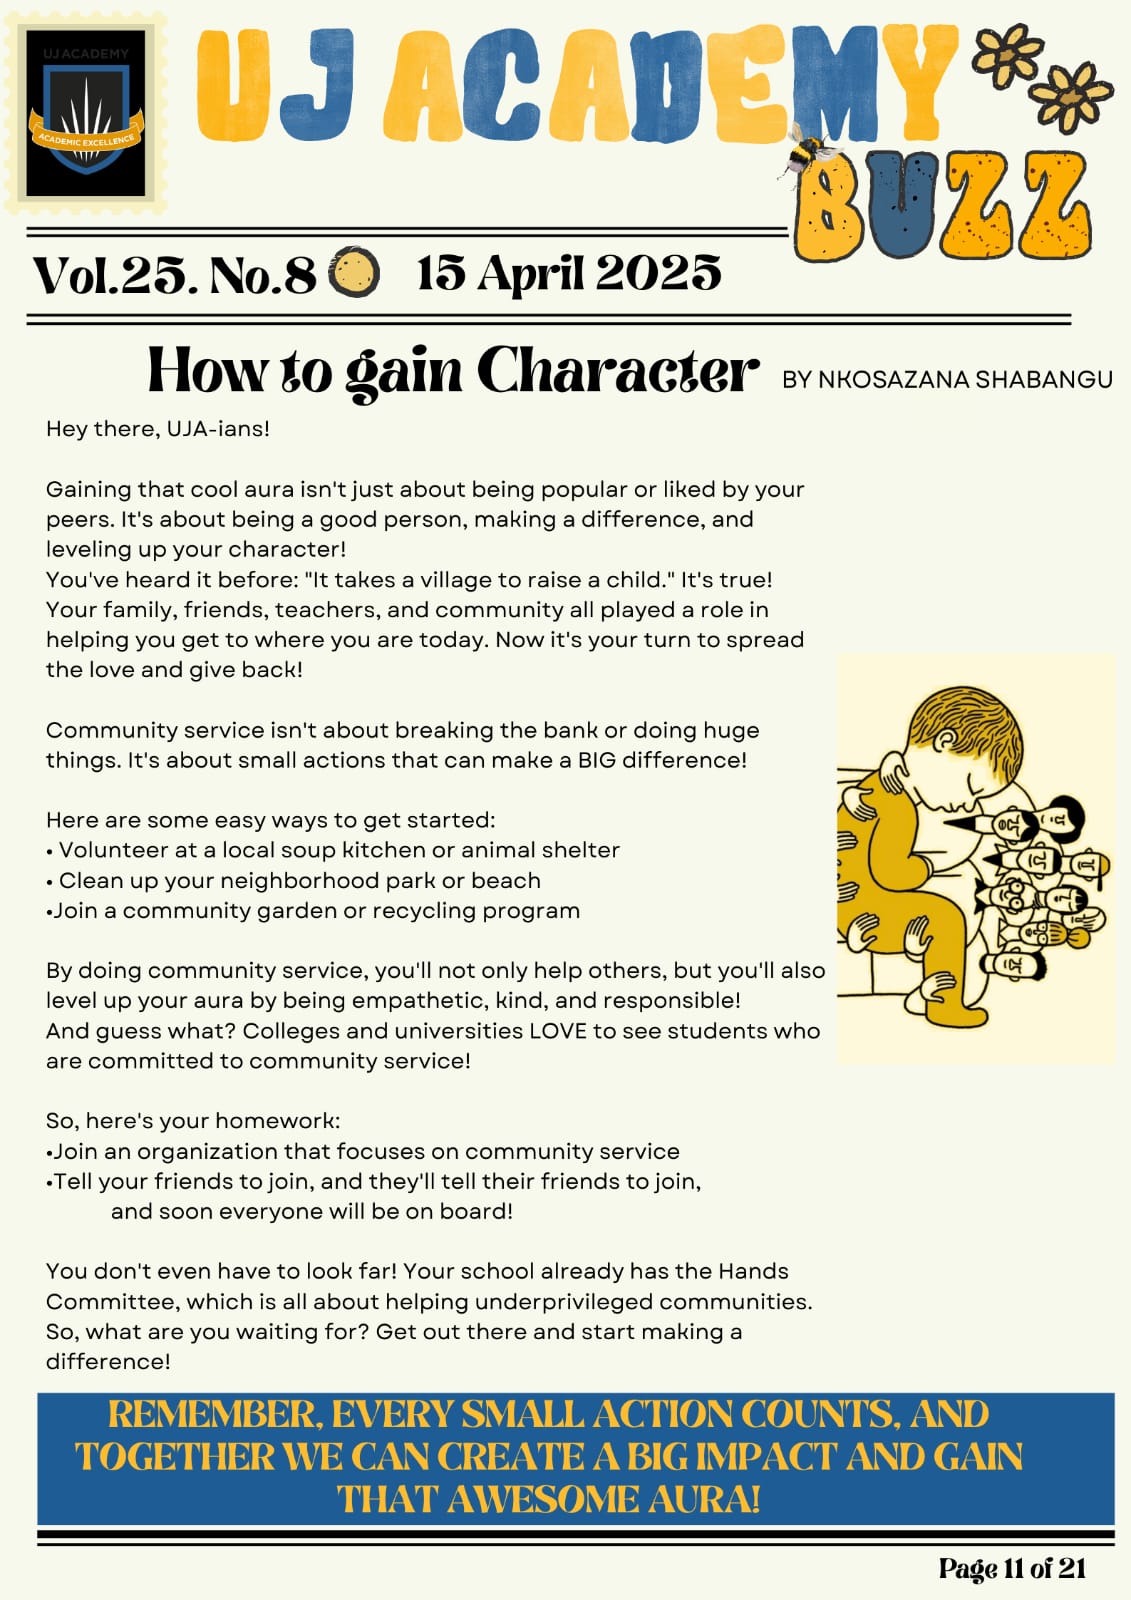 UJ ACADEMY
ACADEMIC EXCELLENCE
UJ ACADEMY
BUZZ
Vol.25. No.8 15 April 2025
How to gain Character BY NKOSAZANA SHABANGU
Hey there, UJA-ians!
Gaining that cool aura isn't just about being popular or liked by your
peers. It's about being a good person, making a difference, and
leveling up your character!
You've heard it before: "It takes a village to raise a child." It's true!
Your family, friends, teachers, and community all played a role in
helping you get to where you are today. Now it's your turn to spread
the love and give back!
Community service isn't about breaking the bank or doing huge
things. It's about small actions that can make a BIG difference!
Here are some easy ways to get started:
• Volunteer at a local soup kitchen or animal shelter
• Clean up your neighborhood park or beach
•Join a community garden or recycling program
By doing community service, you'll not only help others, but you'll also
level up your aura by being empathetic, kind, and responsible!
And guess what? Colleges and universities LOVE to see students who
are committed to community service!
So, here's your homework:
•Join an organization that focuses on community service
•Tell your friends to join, and they'll tell their friends to join,
and soon everyone will be on board!
You don't even have to look far! Your school already has the Hands
Committee, which is all about helping underprivileged communities.
So, what are you waiting for? Get out there and start making a
difference!
REMEMBER, EVERY SMALL ACTION COUNTS, AND
TOGETHER WE CAN CREATE A BIG IMPACT AND GAIN
THAT AWESOME AURA!
Page 11 of 21